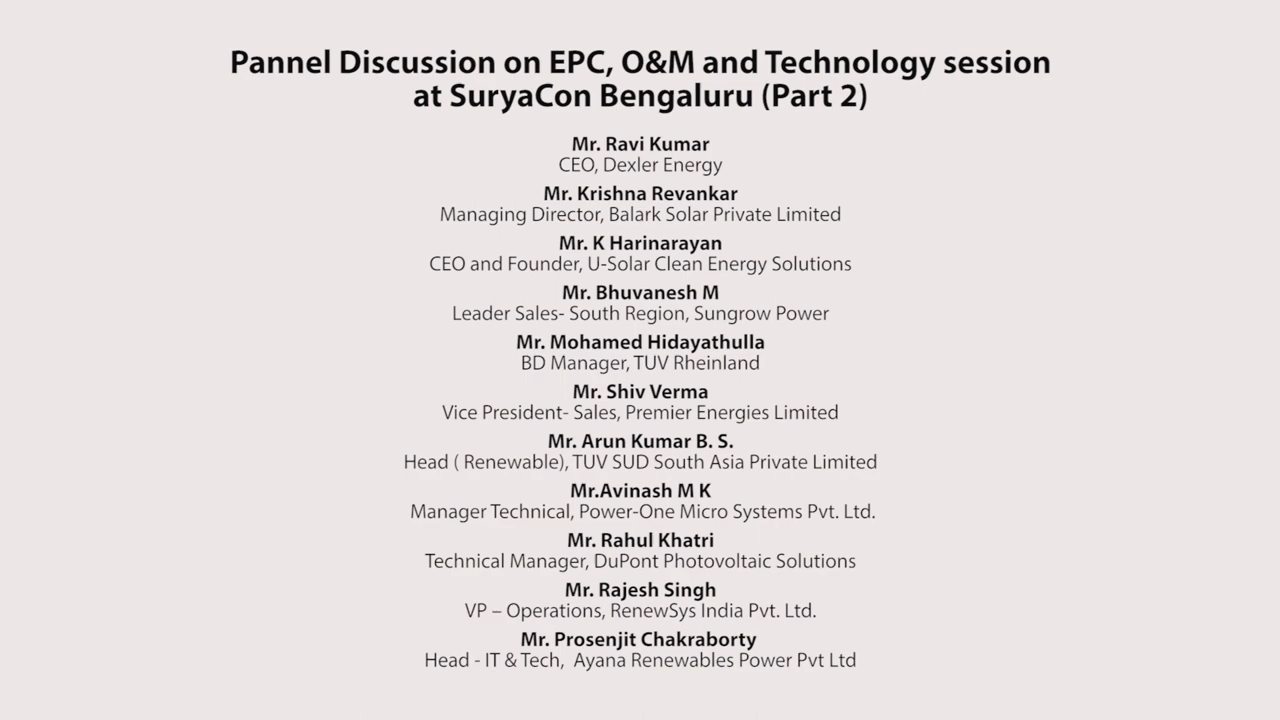 Pannel Discussion on EPC, O&M and Technology session
at SuryaCon Bengaluru (Part 2)
Mr. Ravi Kumar
CEO, Dexler Energy
Mr. Krishna Revankar
Managing Director, Balark Solar Private Limited
Mr. K Harinarayan
CEO and Founder, U-Solar Clean Energy Solutions
Mr. Bhuvanesh M
Leader Sales- South Region, Sungrow Power
Mr. Mohamed Hidayathulla
BD Manager, TUV Rheinland
Mr. Shiv Verma
Vice President- Sales, Premier Energies Limited
Mr. Arun Kumar B. S.
Head ( Renewable), TUV SUD South Asia Private Limited
Mr.Avinash M K
Manager Technical, Power-One Micro Systems Pvt. Ltd.
Mr. Rahul Khatri
Technical Manager, DuPont Photovoltaic Solutions
Mr. Rajesh Singh
VP – Operations, RenewSys India Pvt. Ltd.
Mr. Prosenjit Chakraborty
Head - IT & Tech,  Ayana Renewables Power Pvt Ltd